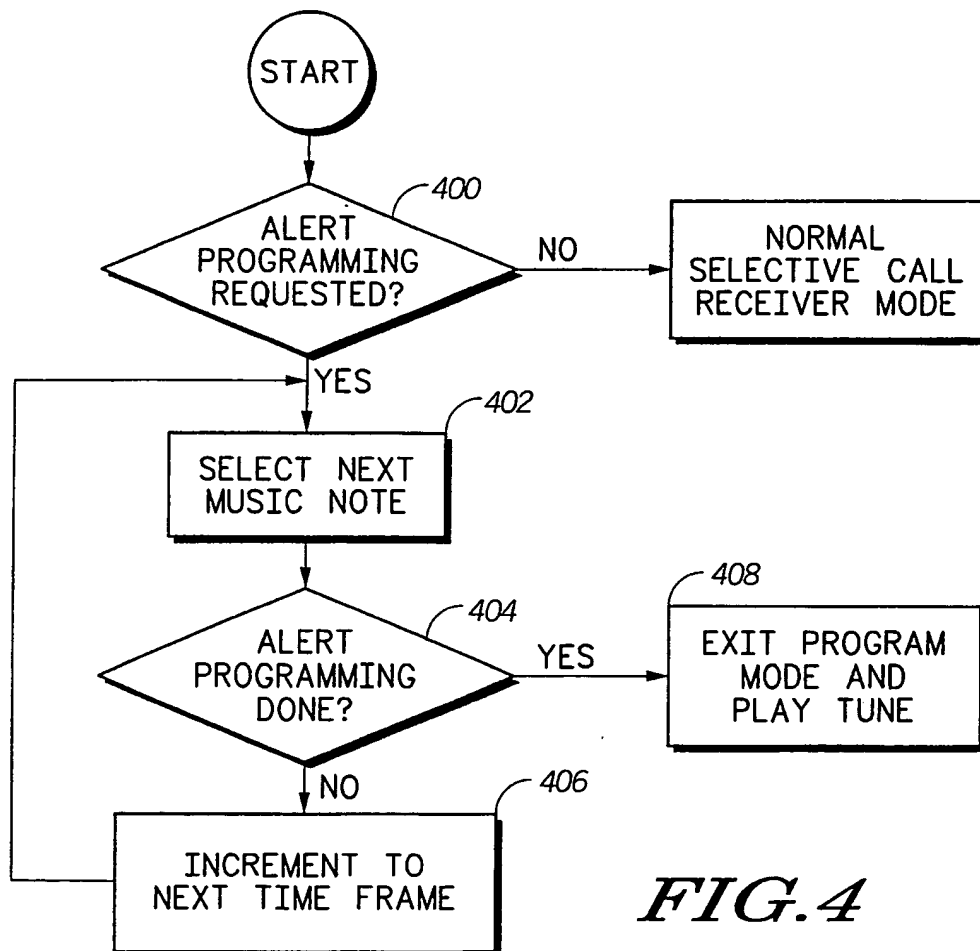 START
400
ALERT
PROGRAMMING
REQUESTED?
NO
NORMAL
SELECTIVE CALL
RECEIVER MODE
YES
402
SELECT NEXT
MUSIC NOTE
404
ALERT
PROGRAMMING
DONE?
YES
408
EXIT PROGRAM
MODE AND
PLAY TUNE
NO
406
INCREMENT TO
NEXT TIME FRAME
FIG.4